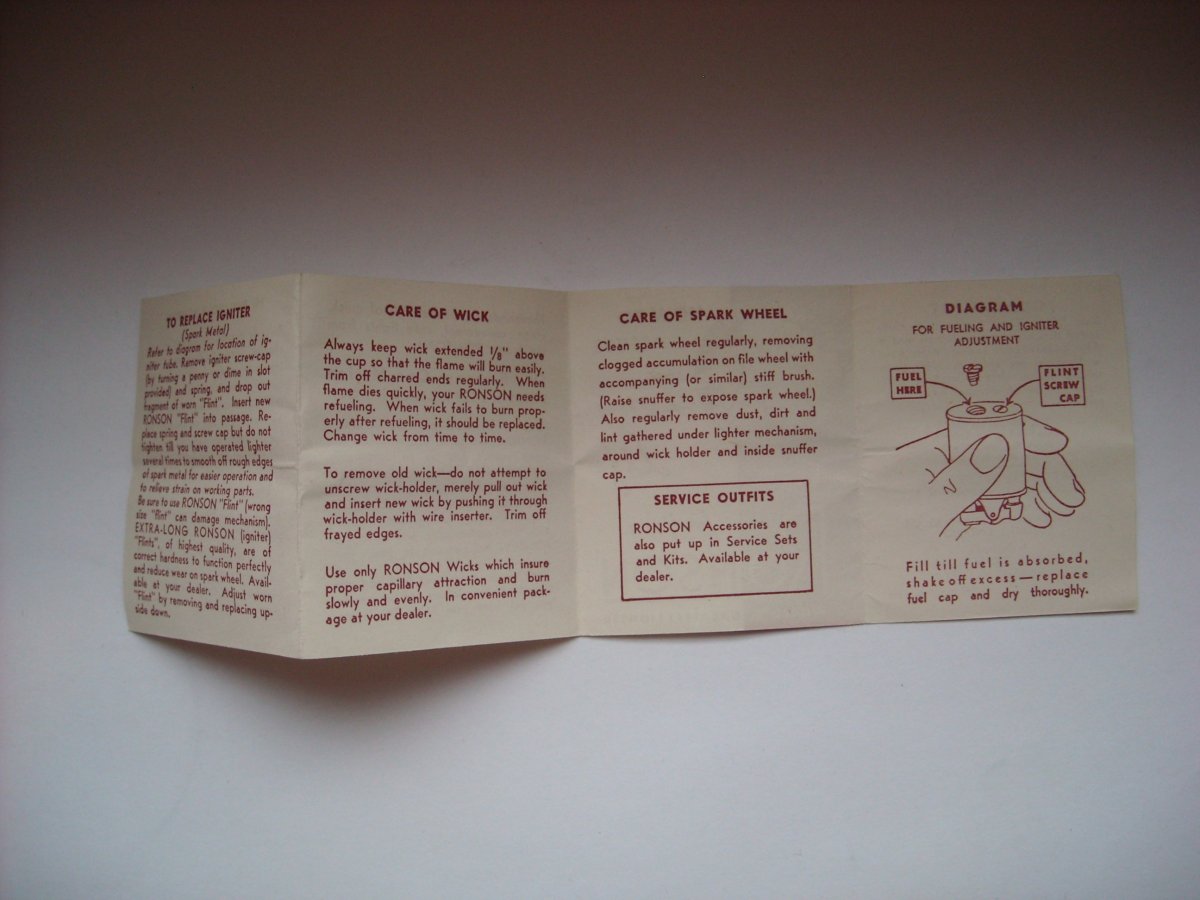 TO REPLACE IGNITER
(Spark Metal)
Refer to diagram for location of ig-
niter tube. Remove igniter screw-cap
(by turning a penny or dime in slot
provided) and spring, and drop out
fragment of worn "Flint". Insert new
RONSON "Flint" into passage. Re-
place spring and screw cap but do not
tighten till you have operated lighter
several times to smooth off rough edges
of spark metal for easier operation and
to relieve strain on working parts.
Be sure to use RONSON "Flint" (wrong
size "Flint" can damage mechanism).
EXTRA-LONG RONSON (igniter)
"Flints", of highest quality, are of
correct hardness to function perfectly
and reduce wear on spark wheel. Avail-
able at your dealer. Adjust worn
"Flint" by removing and replacing up-
side down.
CARE OF WICK
Always keep wick extended 1/8" above
the cup so that the flame will burn easily.
Trim off charred ends regularly. When
flame dies quickly, your RONSON needs
refueling. When wick fails to burn prop-
erly after refueling, it should be replaced.
Change wick from time to time.
To remove old wick—do not attempt to
unscrew wick-holder, merely pull out wick
and insert new wick by pushing it through
wick-holder with wire inserter. Trim off
frayed edges.
Use only RONSON Wicks which insure
proper capillary attraction and burn
slowly and evenly. In convenient pack-
age at your dealer.
CARE OF SPARK WHEEL
Clean spark wheel regularly, removing
clogged accumulation on file wheel with
accompanying (or similar) stiff brush.
(Raise snuffer to expose spark wheel.)
Also regularly remove dust, dirt and
lint gathered under lighter mechanism,
around wick holder and inside snuffer
cap.
SERVICE OUTFITS
RONSON Accessories are
also put up in Service Sets
and Kits. Available at your
dealer.
DIAGRAM
FOR FUELING AND IGNITER
ADJUSTMENT
FUEL
HERE
FLINT
SCREW
CAP
Fill till fuel is absorbed,
shake off excess—replace
fuel cap and dry thoroughly.